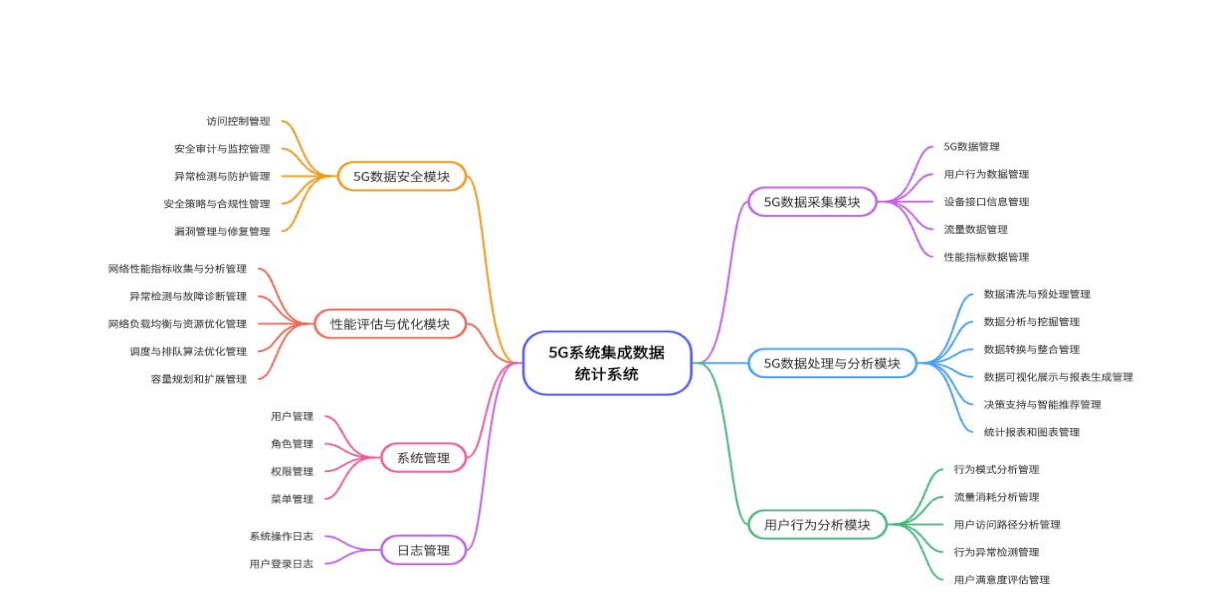 5G系统集成数据
统计系统
5G数据安全模块
访问控制管理
安全审计与监控管理
异常检测与防护管理
安全策略与合规性管理
漏洞管理与修复管理
性能评估与优化模块
网络性能指标收集与分析管理
异常检测与故障诊断管理
网络负载均衡与资源优化管理
调度与排队算法优化管理
容量规划和扩展管理
系统管理
用户管理
角色管理
权限管理
菜单管理
日志管理
系统操作日志
用户登录日志
5G数据采集模块
5G数据管理
用户行为数据管理
设备接口信息管理
流量数据管理
性能指标数据管理
5G数据处理与分析模块
数据清洗与预处理管理
数据分析与挖掘管理
数据转换与整合管理
数据可视化展示与报表生成管理
决策支持与智能推荐管理
统计报表和图表管理
用户行为分析模块
行为模式分析管理
流量消耗分析管理
用户访问路径分析管理
行为异常检测管理
用户满意度评估管理